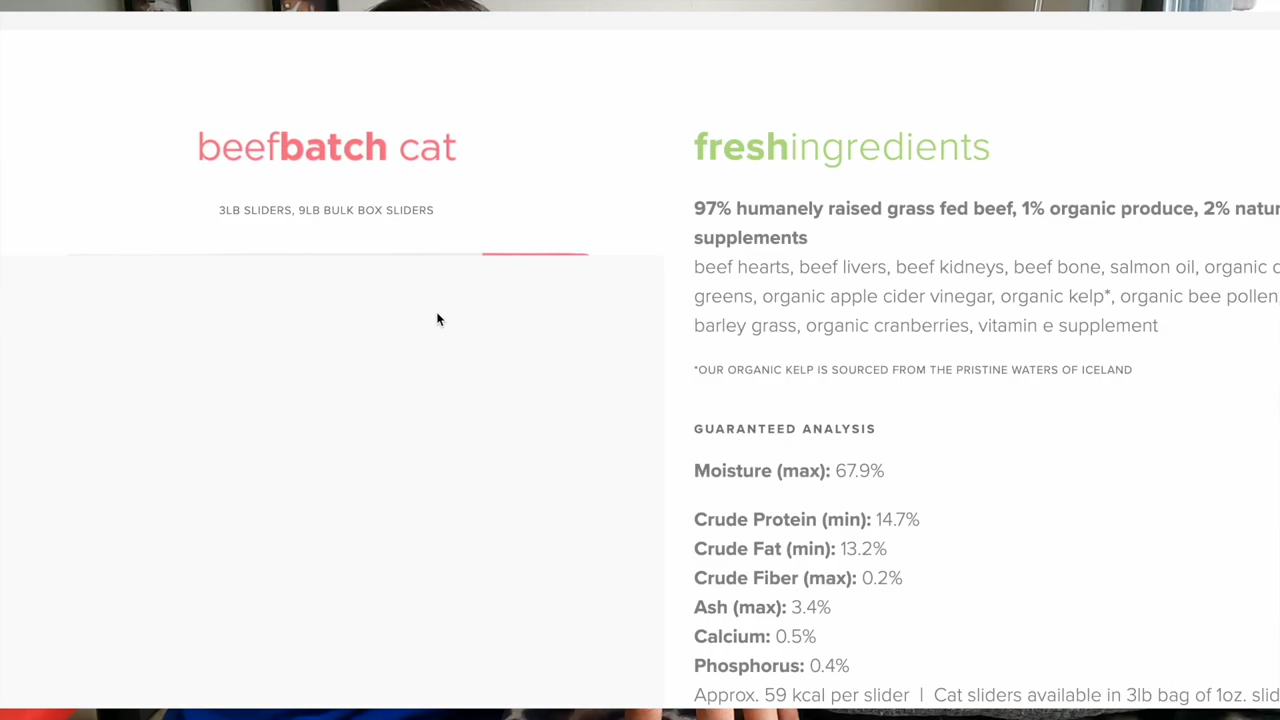 beefbatch cat
3LB SLIDERS, 9LB BULK BOX SLIDERS
freshingredients
97% humanely raised grass fed beef, 1% organic produce, 2%
supplements
beef hearts, beef livers, beef kidneys, beef bone, salmon oil, organic
greens, organic apple cider vinegar, organic kelp*, organic bee pollen
barley grass, organic cranberries, vitamin e supplement
*OUR ORGANIC KELP IS SOURCED FROM THE PRISTINE WATERS OF ICELAND
GUARANTEED ANALYSIS
Moisture (max): 67.9%
Crude Protein (min): 14.7%
Crude Fat (min): 13.2%
Crude Fiber (max): 0.2%
Ash (max): 3.4%
Calcium: 0.5%
Phosphorus: 0.4%
Approx. 59 kcal per slider | Cat sliders available in 3lb bag of 1oz.